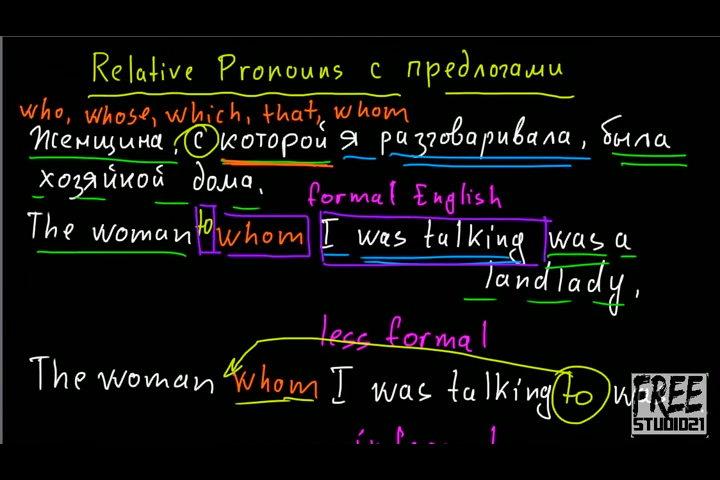 Relative Pronouns с предлогами
who, whose, which, that, whom
Женщина, с которой я разговаривала, была
хозяйкой дома.
formal English
The woman to whom I was talking was a
landlady.
less formal
The woman whom I was talking to
FREE
STUDIO21